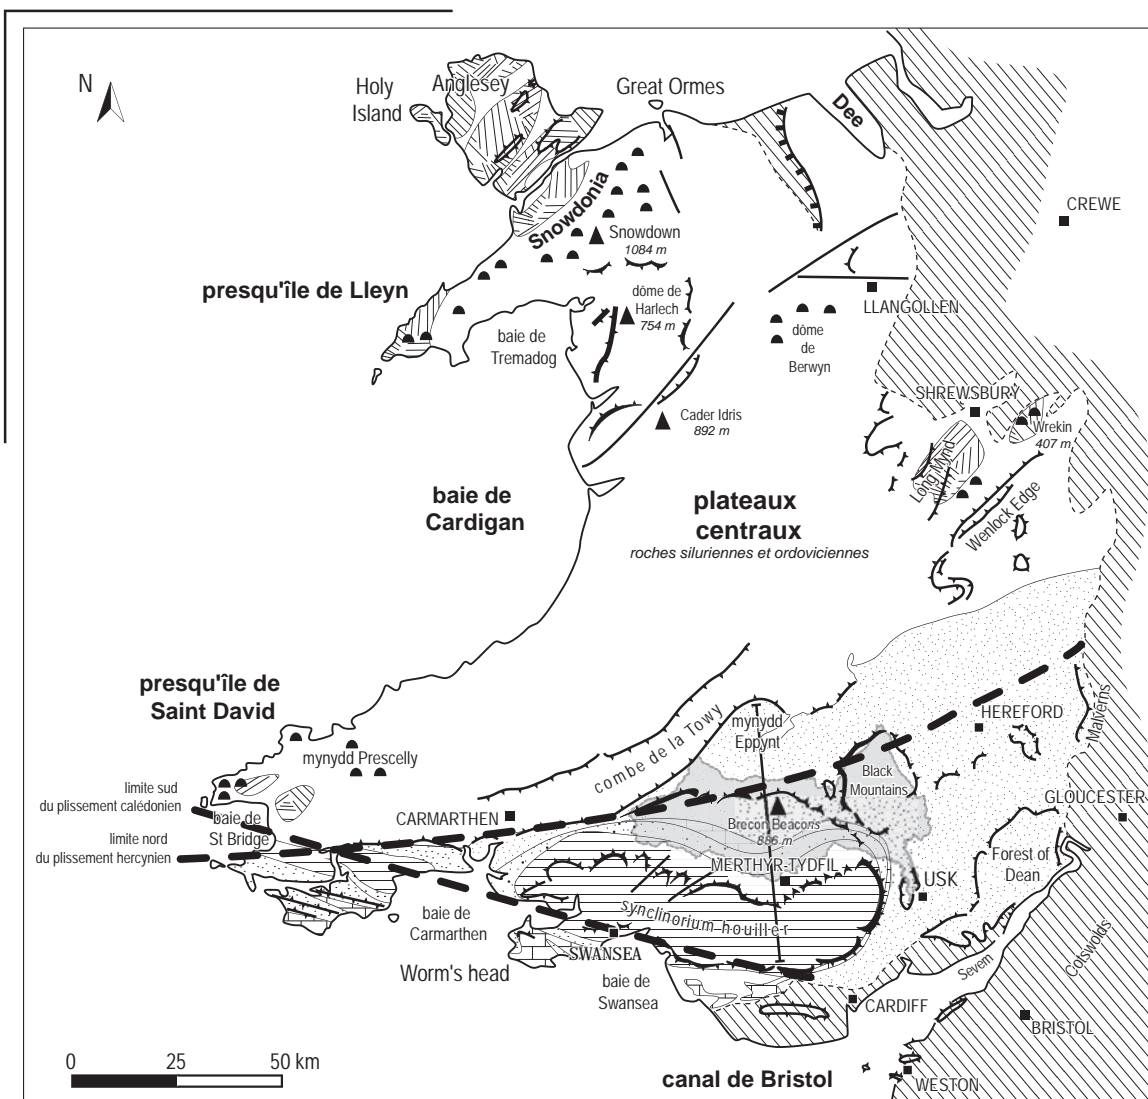 N
Holy
Island
Anglesey
Great Ormes
Dee
CREWE
Snowdonia
Snowdown
1084 m
presqu'île de Lleyn
dôme de
Harlech
754 m
LLANGOLLEN
baie de
Tremadog
dôme
de
Berwyn
SHREWSBURY
Cader Idris
892 m
Wrekin
407 m
Long Mynd
Wenlock Edge
baie de
Cardigan
plateaux
centraux
roches siluriennes et ordoviciennes
presqu'île de
Saint David
mynydd Prescelly
combe de la Towy
mynydd
Eppynt
HEREFORD
Malverns
Black
Mountains
limite sud
du plissement calédonien
baie de
St Bridge
CARMARTHEN
GLOUCESTER
Brecon Beacons
886 m
limite nord
du plissement hercynien
MERTHYR-TYDFIL
USK
Forest of
Dean
baie de
Carmarthen
synclinorium houiller
SWANSEA
Worm's head
baie de
Swansea
Severn
Cotswolds
CARDIFF
BRISTOL
0 25 50 km
canal de Bristol
WESTON